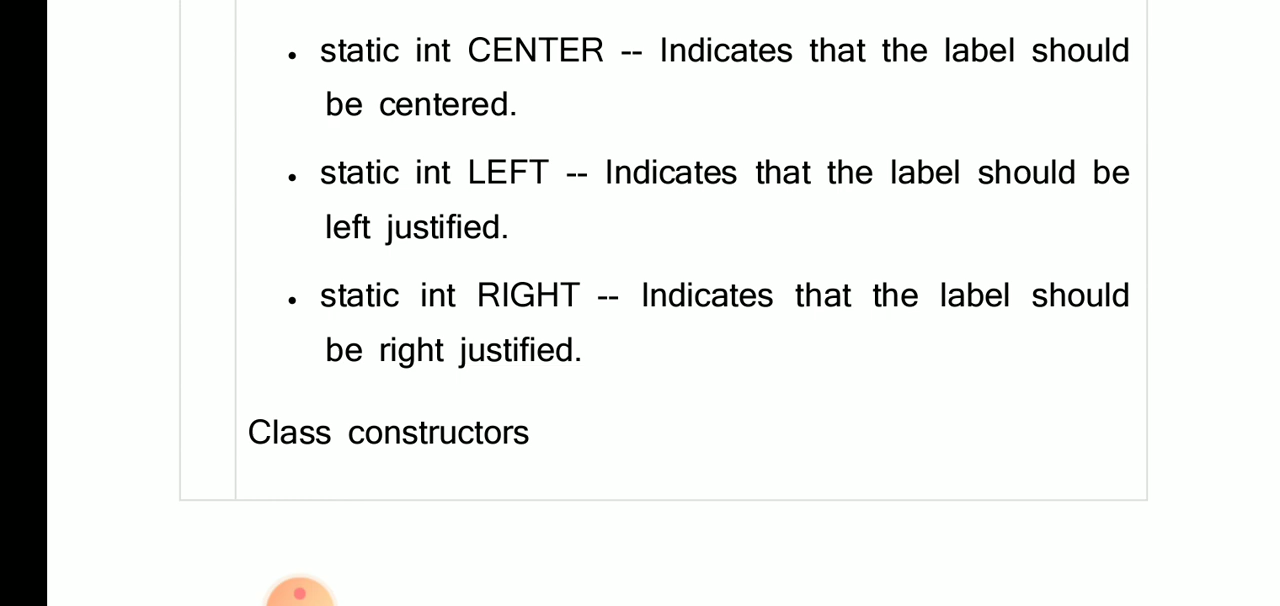 • static int CENTER -- Indicates that the label should
be centered.
• static int LEFT -- Indicates that the label should be
left justified.
• static int RIGHT -- Indicates that the label should
be right justified.
Class constructors